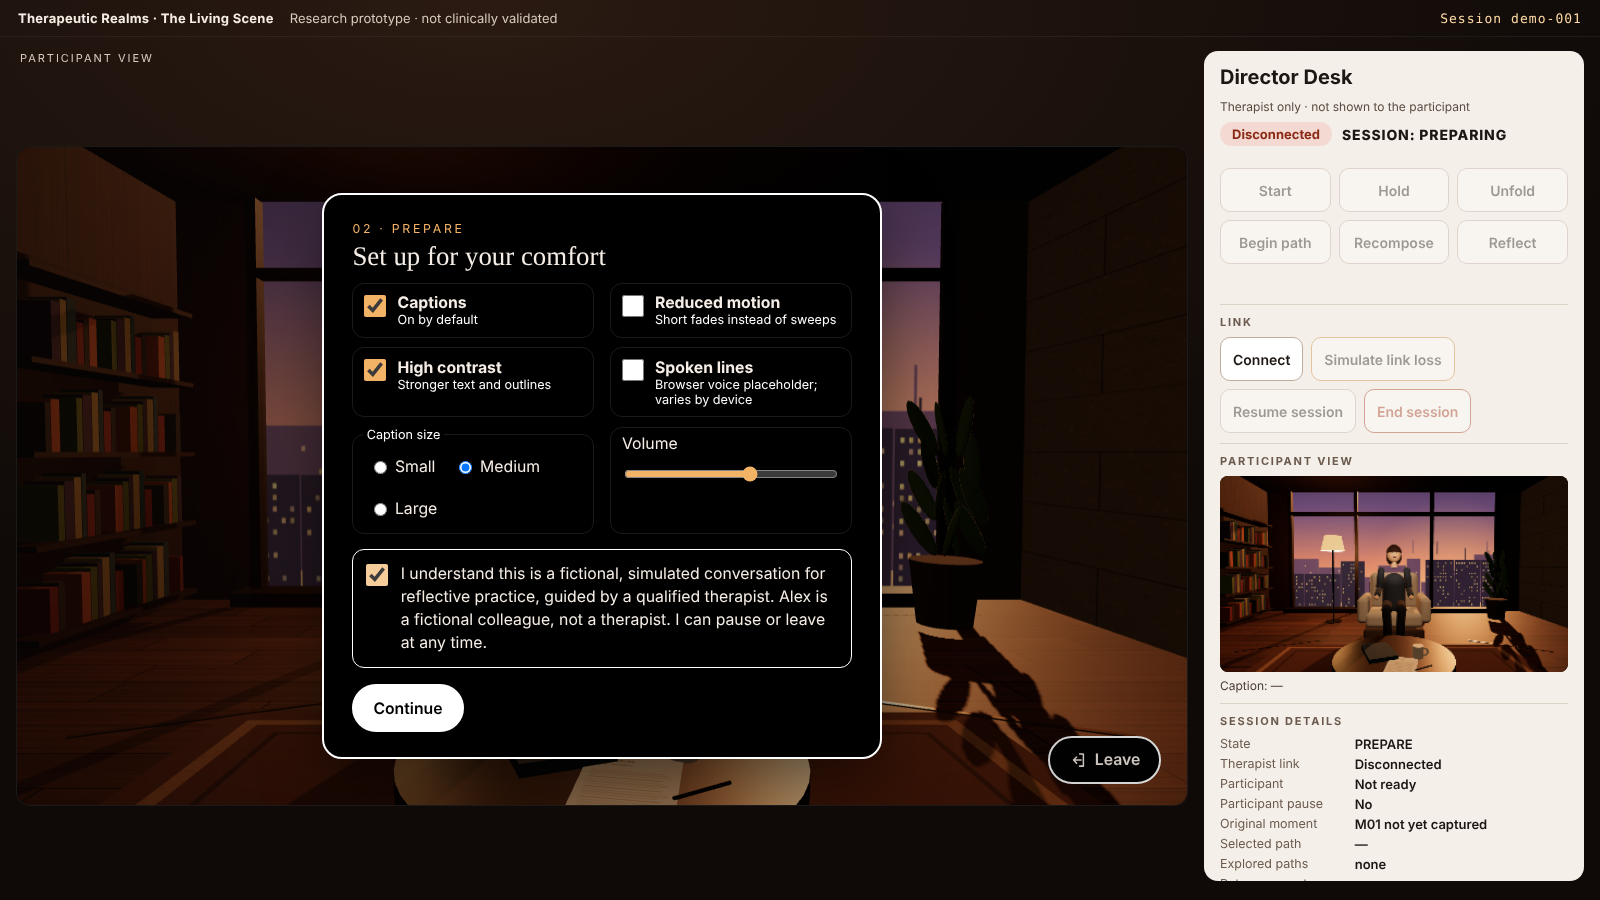 Therapeutic Realms · The Living Scene
Research prototype · not clinically validated
Session demo-001
PARTICIPANT VIEW
02 · PREPARE
Set up for your comfort
Captions
On by default
Reduced motion
Short fades instead of sweeps
High contrast
Stronger text and outlines
Spoken lines
Browser voice placeholder;
varies by device
Caption size
Small
Medium
Large
Volume
I understand this is a fictional, simulated conversation for
reflective practice, guided by a qualified therapist. Alex is
a fictional colleague, not a therapist. I can pause or leave
at any time.
Continue
Leave
Director Desk
Therapist only · not shown to the participant
Disconnected
SESSION: PREPARING
Start
Hold
Unfold
Begin path
Recompose
Reflect
LINK
Connect
Simulate link loss
Resume session
End session
PARTICIPANT VIEW
Caption: —
SESSION DETAILS
State PREPARE
Therapist link Disconnected
Participant Not ready
Participant pause No
Original moment M01 not yet captured
Selected path —
Explored paths none